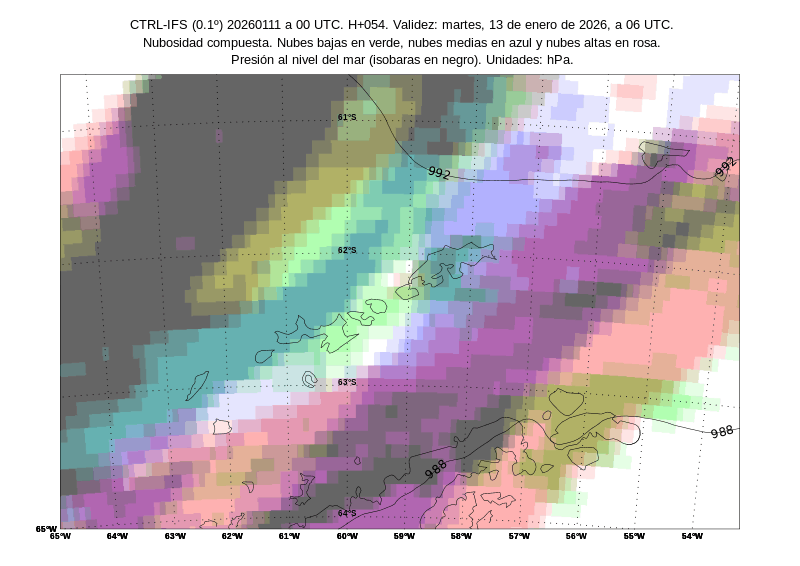 CTRL-IFS (0.1º) 20260111 a 00 UTC. H+054. Validez: martes, 13 de enero de 2026, a 06 UTC.
Nubosidad compuesta. Nubes bajas en verde, nubes medias en azul y nubes altas en rosa.
Presión al nivel del mar (isobaras en negro). Unidades: hPa.
61°S
992
992
62°S
63°S
988
988
64°S
65°W
65°W 64°W 63°W 62°W 61°W 60°W 59°W 58°W 57°W 56°W 55°W 54°W